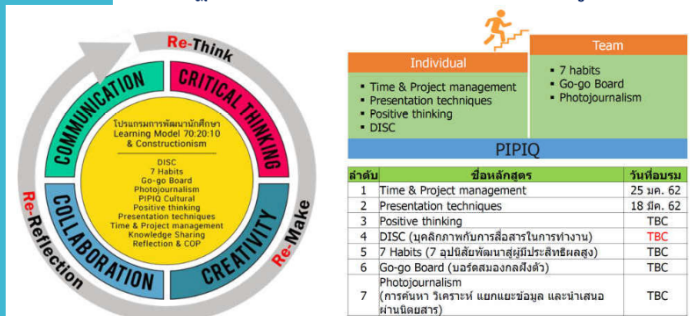 Re-Think
COMMUNICATION
CRITICAL THINKING
COLLABORATION
CREATIVITY
Re-Reflection
Re-Make
โปรแกรมการพัฒนานักศึกษา
Learning Model 70:20:10
& Constructionism
DISC
7 Habits
Go-go Board
Photojournalism
PIPIQ Cultural
Positive thinking
Presentation techniques
Time & Project management
Knowledge Sharing
Reflection & COP
Individual
▪ Time & Project management
▪ Presentation techniques
▪ Positive thinking
▪ DISC
Team
▪ 7 habits
▪ Go-go Board
▪ Photojournalism
PIPIQ
ลำดับ ชื่อหลักสูตร วันที่อบรม
1 Time & Project management 25 มค. 62
2 Presentation techniques 18 มีค. 62
3 Positive thinking TBC
4 DISC (บุคลิกภาพกับการสื่อสารในการทำงาน) TBC
5 7 Habits (7 อุปนิสัยพัฒนาสู่ผู้มีประสิทธิผลสูง) TBC
6 Go-go Board (บอร์ดสมองกลฝังตัว) TBC
7 Photojournalism
(การค้นหา วิเคราะห์ แยกแยะข้อมูล และนำเสนอ
ผ่านนิตยสาร) TBC